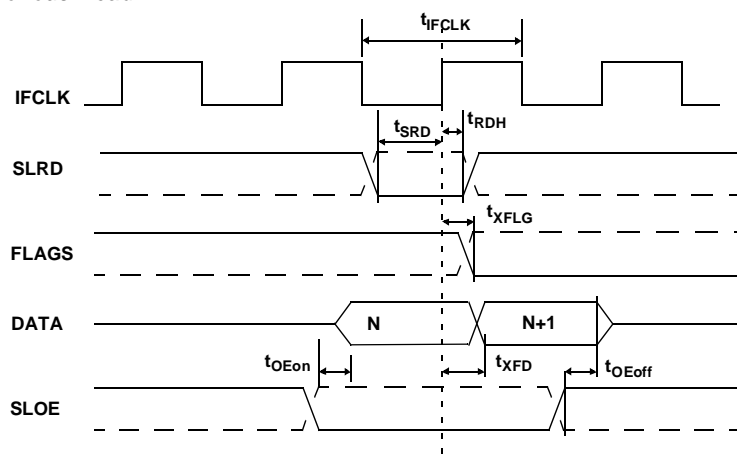 tIFCLK
IFCLK
tSRD
tRDH
SLRD
tXFLG
FLAGS
DATA
N
N+1
tOEon
tXFD
tOEoff
SLOE